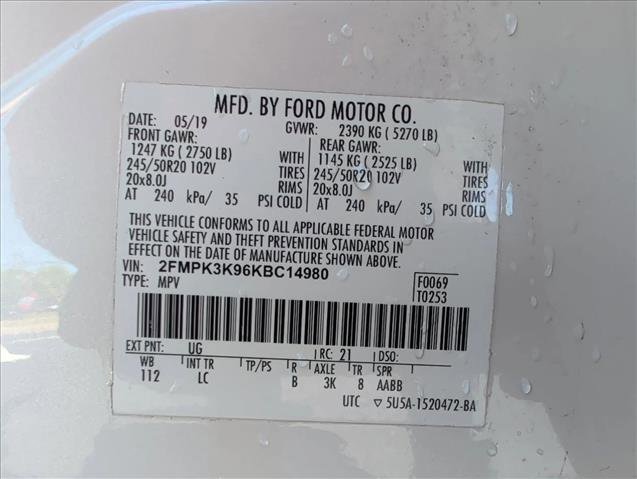 MFD. BY FORD MOTOR CO.
DATE: 05/19 GVWR: 2390 KG ( 5270 LB)
FRONT GAWR: REAR GAWR:
1247 KG ( 2750 LB) WITH 1145 KG ( 2525 LB) WITH
245/50R20 102V TIRES 245/50R20 102V TIRES
20x8.0J RIMS 20x8.0J RIMS
AT 240 kPa/ 35 PSI COLD AT 240 kPa/ 35 PSI COLD
THIS VEHICLE CONFORMS TO ALL APPLICABLE FEDERAL MOTOR
VEHICLE SAFETY AND THEFT PREVENTION STANDARDS IN
EFFECT ON THE DATE OF MANUFACTURE SHOWN ABOVE.
VIN: 2FMPK3K96KBC14980 F0069
TYPE: MPV T0253
EXT PNT: UG RC: 21 DSO:
WB INT TR TP/PS R AXLE TR SPR
112 LC B 3K 8 AABB
UTC ▽ 5U5A-1520472-BA